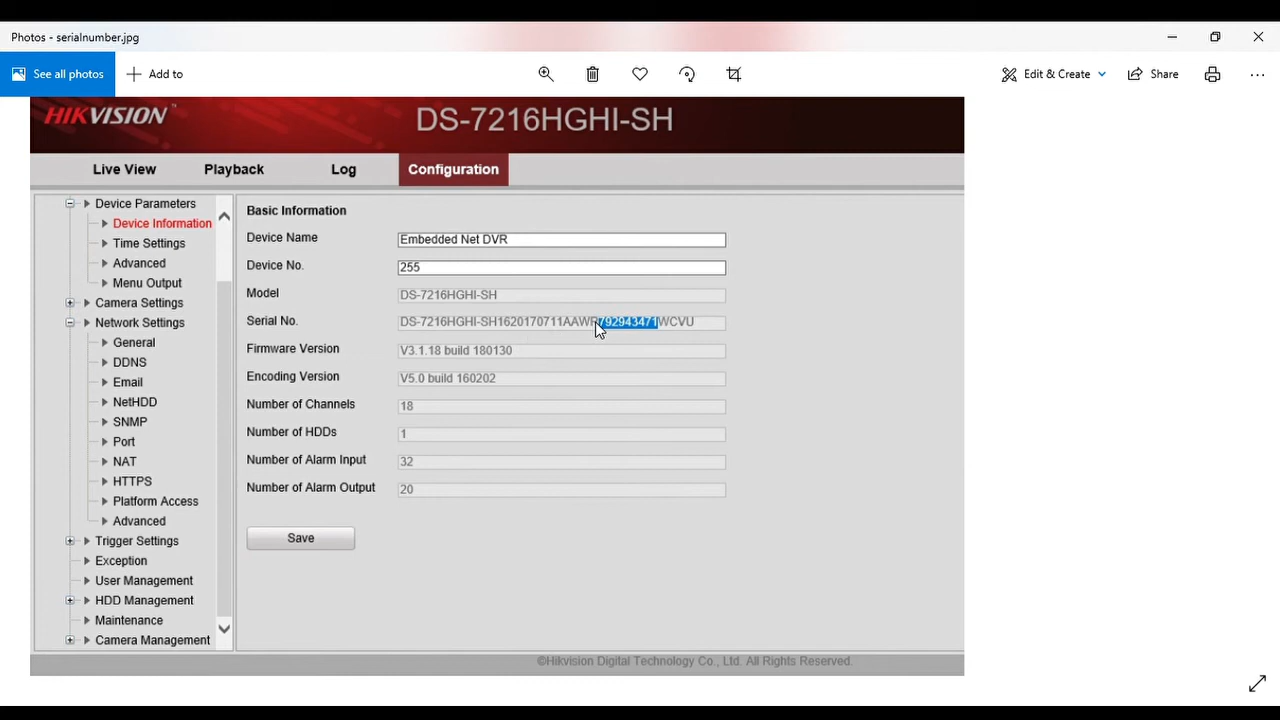 Photos - serialnumber.jpg
See all photos
Add to
Edit & Create
Share
HIKVISION™
DS-7216HGHI-SH
Live View
Playback
Log
Configuration
Device Parameters
Device Information
Time Settings
Advanced
Menu Output
Camera Settings
Network Settings
General
DDNS
Email
NetHDD
SNMP
Port
NAT
HTTPS
Platform Access
Advanced
Trigger Settings
Exception
User Management
HDD Management
Maintenance
Camera Management
Basic Information
Device Name Embedded Net DVR
Device No. 255
Model DS-7216HGHI-SH
Serial No. DS-7216HGHI-SH1620170711AAWR792943471WCVU
Firmware Version V3.1.18 build 180130
Encoding Version V5.0 build 160202
Number of Channels 18
Number of HDDs 1
Number of Alarm Input 32
Number of Alarm Output 20
Save
©Hikvision Digital Technology Co., Ltd. All Rights Reserved.